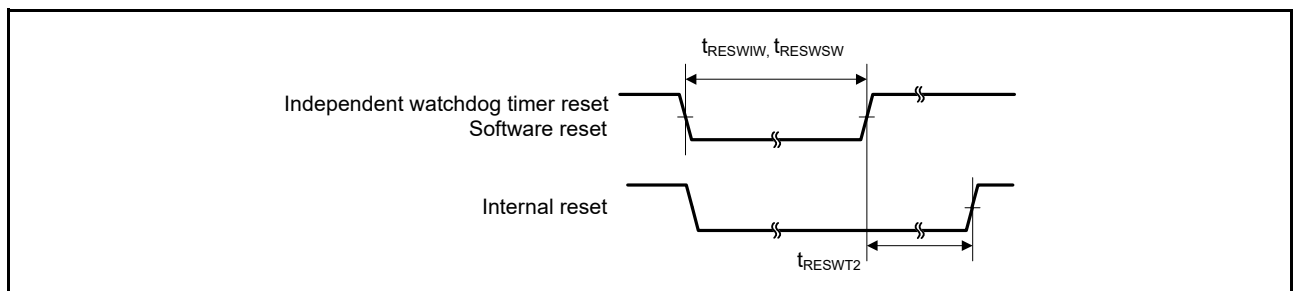 tRESWIW, tRESWSW
Independent watchdog timer reset
Software reset
Internal reset
tRESWT2